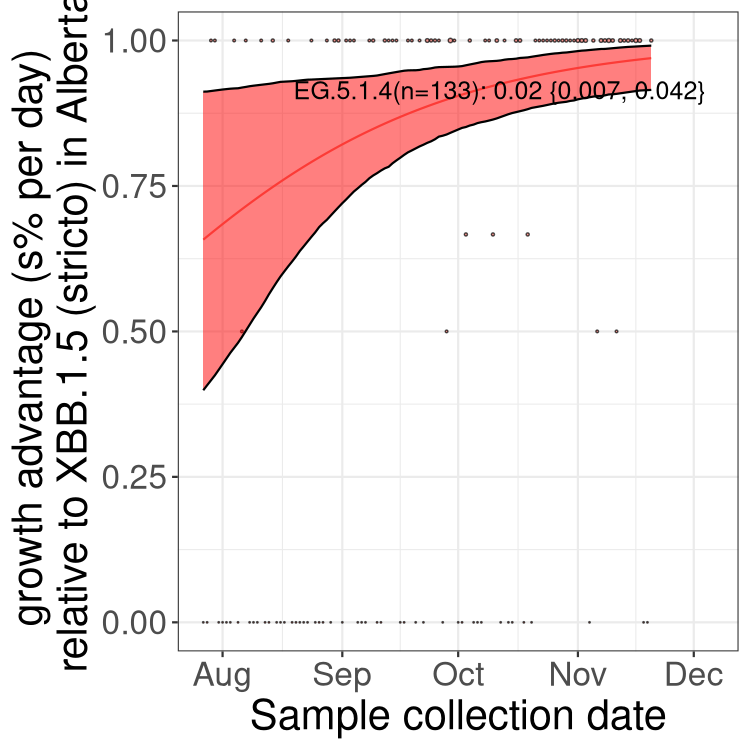 growth advantage (s% per day)
relative to XBB.1.5 (stricto) in Alberta
1.00
0.75
0.50
0.25
0.00
EG.5.1.4(n=133): 0.02 {0.007, 0.042}
Aug Sep Oct Nov Dec
Sample collection date